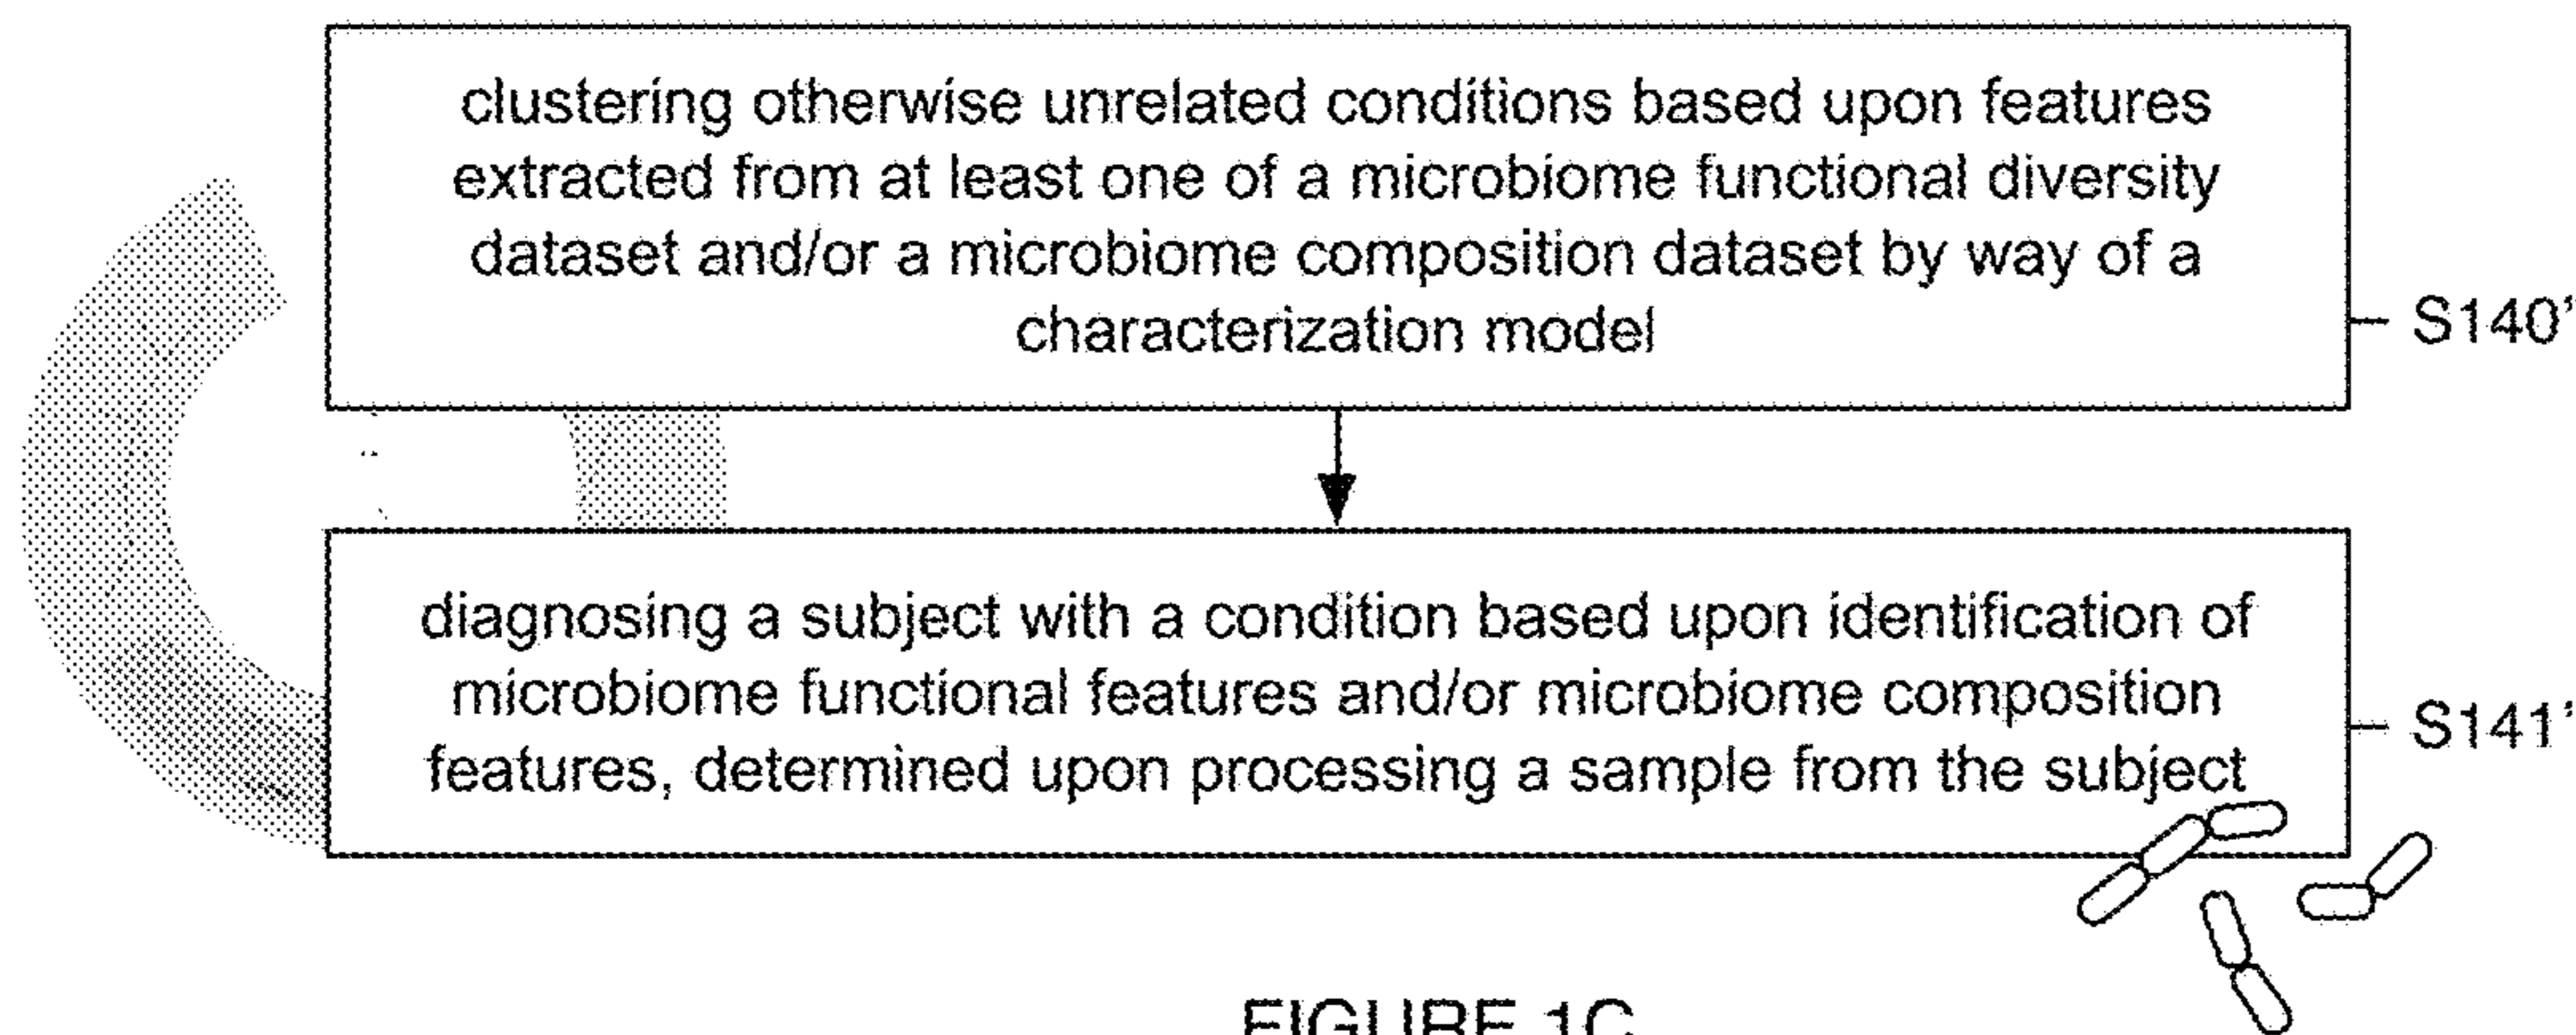 clustering otherwise unrelated conditions based upon features
extracted from at least one of a microbiome functional diversity
dataset and/or a microbiome composition dataset by way of a
characterization model
S140'
diagnosing a subject with a condition based upon identification of
microbiome functional features and/or microbiome composition
features, determined upon processing a sample from the subject
S141'
FIGURE 1C